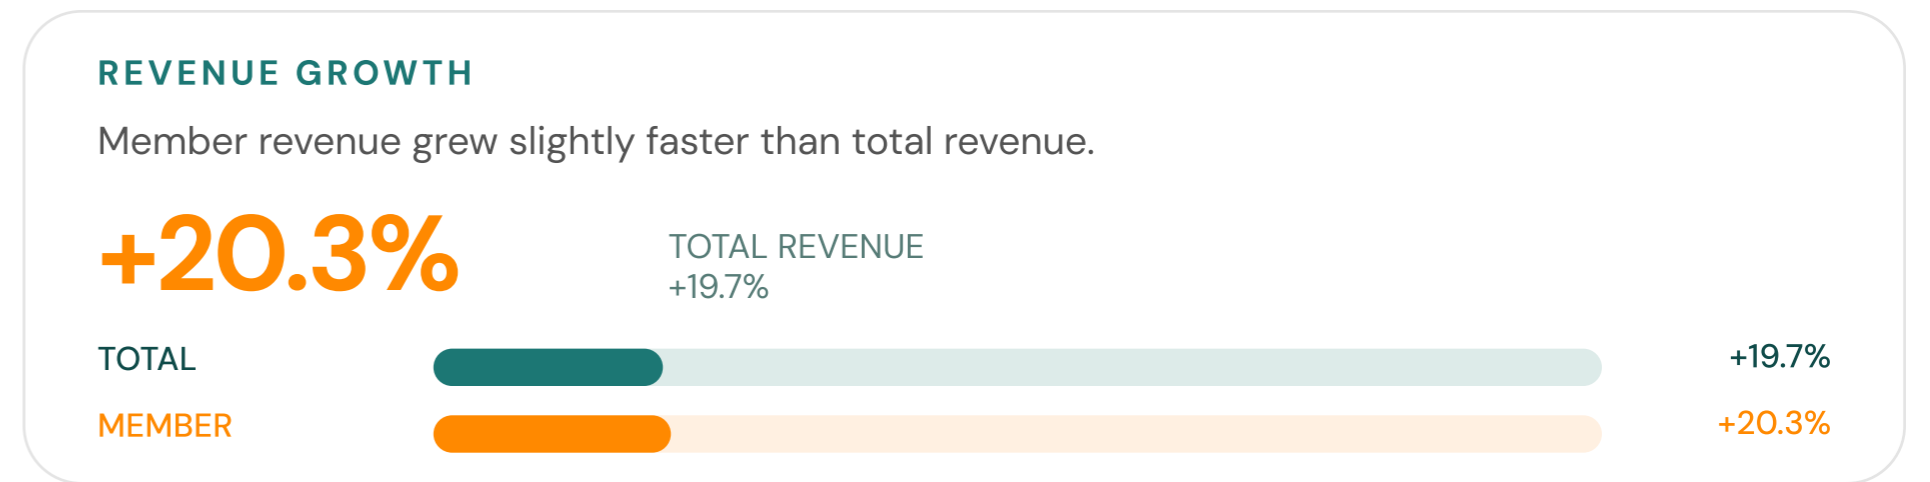 REVENUE GROWTH
Member revenue grew slightly faster than total revenue.
+20.3%
TOTAL REVENUE
+19.7%
TOTAL +19.7%
MEMBER +20.3%